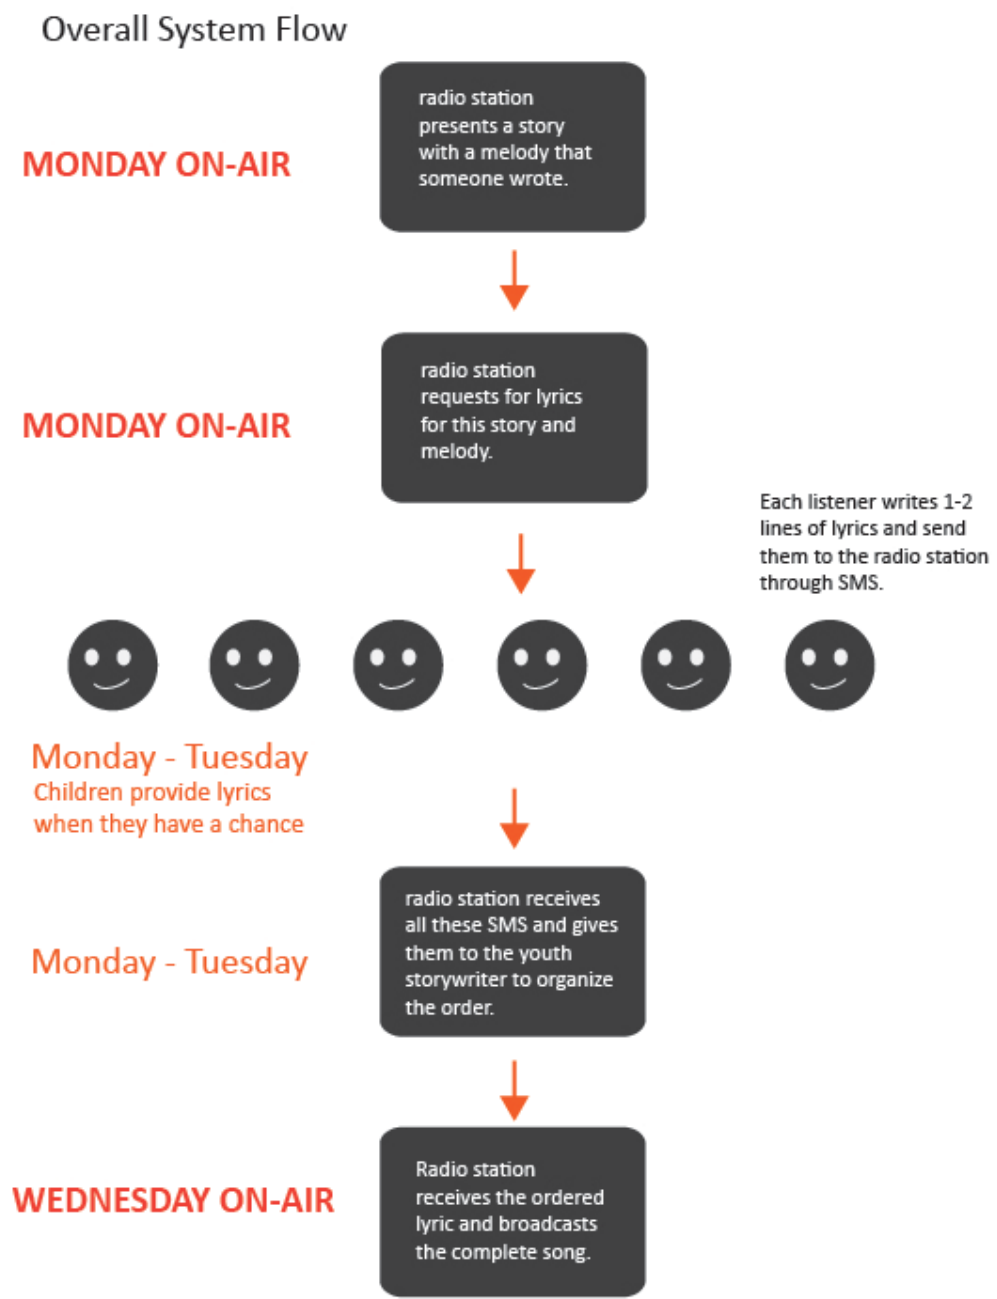 Overall System Flow
radio station
presents a story
with a melody that
someone wrote.
MONDAY ON-AIR
radio station
requests for lyrics
for this story and
melody.
MONDAY ON-AIR
Each listener writes 1-2
lines of lyrics and send
them to the radio station
through SMS.
Monday - Tuesday
Children provide lyrics
when they have a chance
radio station receives
all these SMS and gives
them to the youth
storywriter to organize
the order.
Monday - Tuesday
Radio station
receives the ordered
lyric and broadcasts
the complete song.
WEDNESDAY ON-AIR